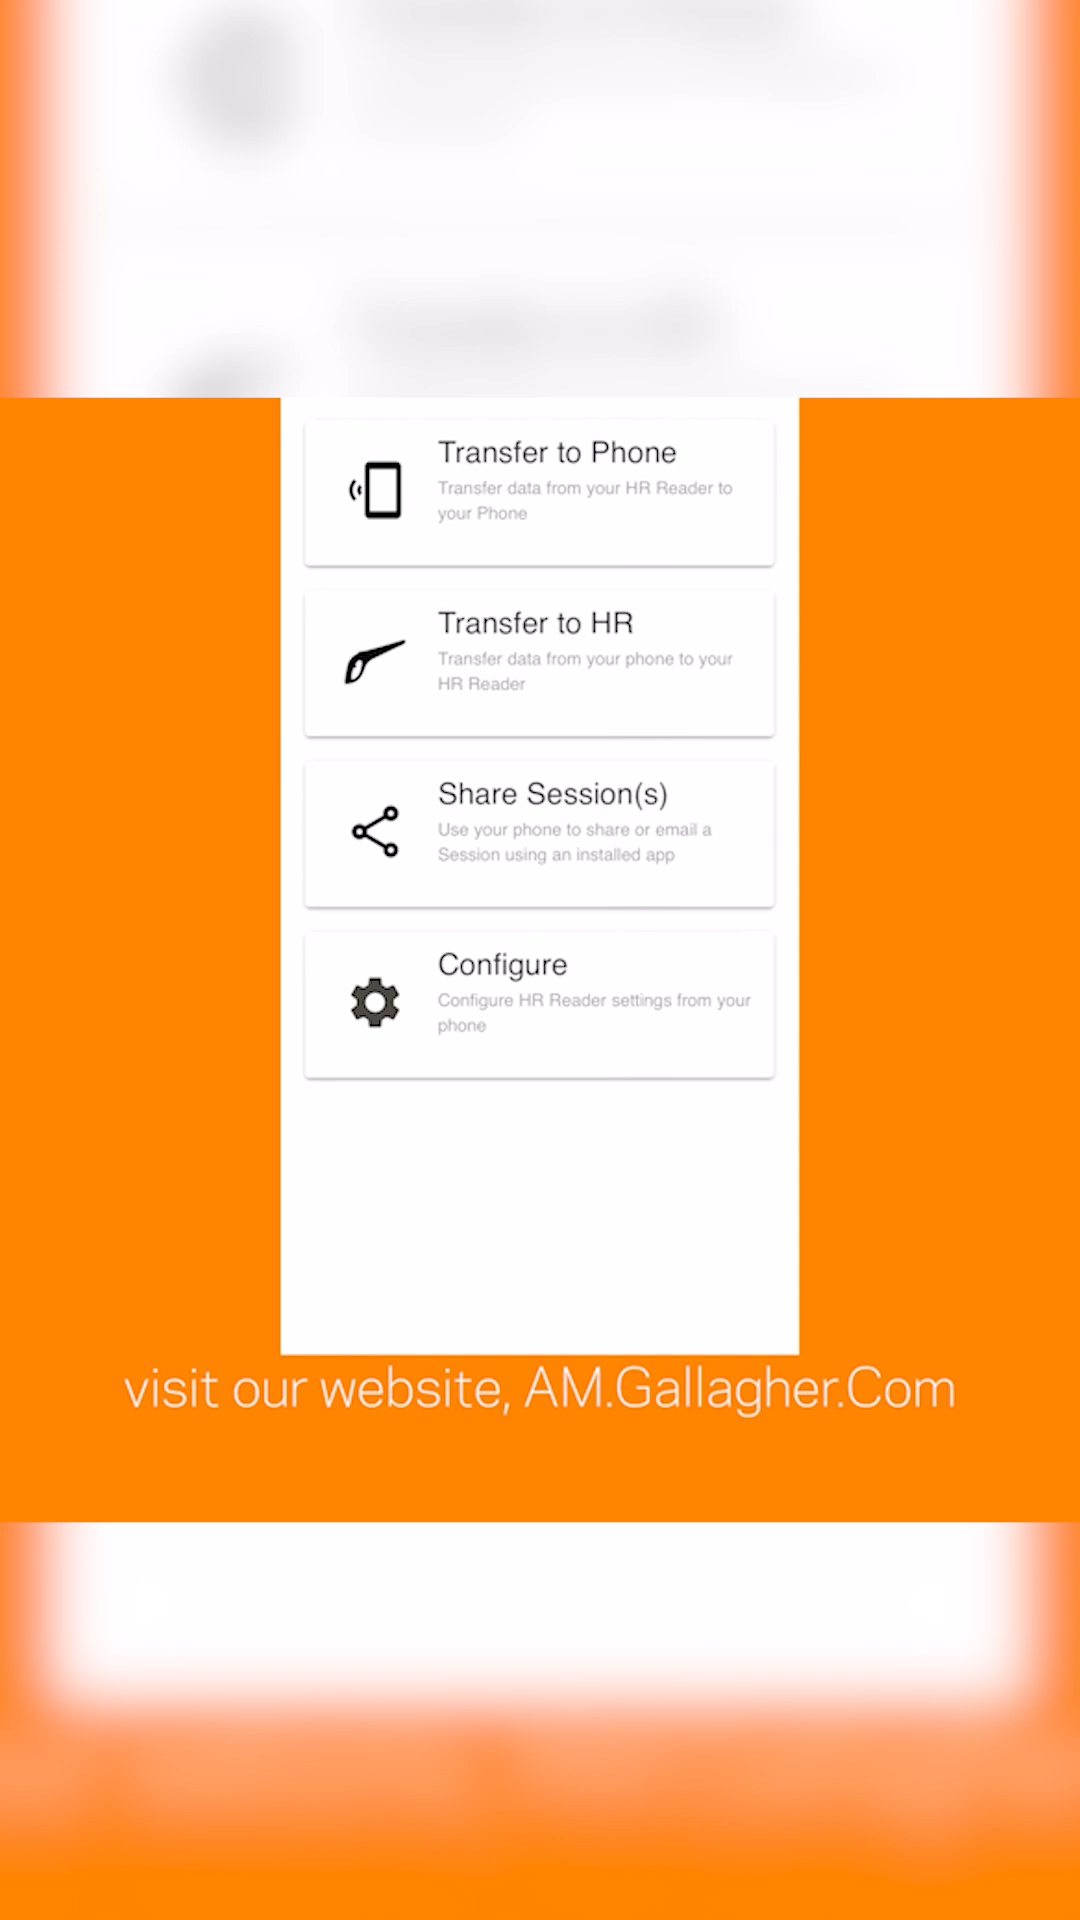 Transfer to Phone
Transfer data from your HR Reader to
your Phone
Transfer to HR
Transfer data from your phone to your
HR Reader
Share Session(s)
Use your phone to share or email a
Session using an installed app
Configure
Configure HR Reader settings from your
phone
visit our website, AM.Gallagher.Com